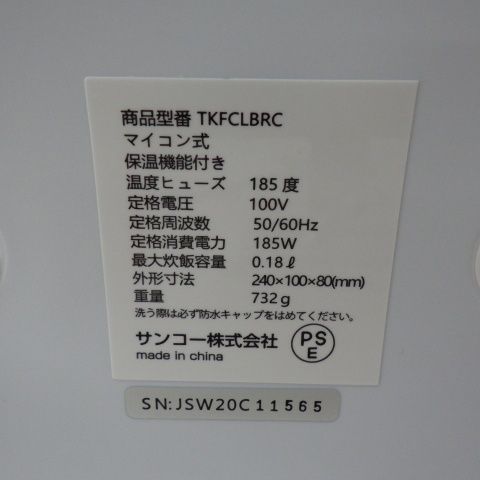 商品型番 TKFCLBRC
マイコン式
保温機能付き
温度ヒューズ 185度
定格電圧 100V
定格周波数 50/60Hz
定格消費電力 185W
最大炊飯容量 0.18ℓ
外形寸法 240×100×80(mm)
重量 732g
洗う際は必ず防水キャップをはめてください。
サンコー株式会社 PSE
made in china
SN:JSW20C11565